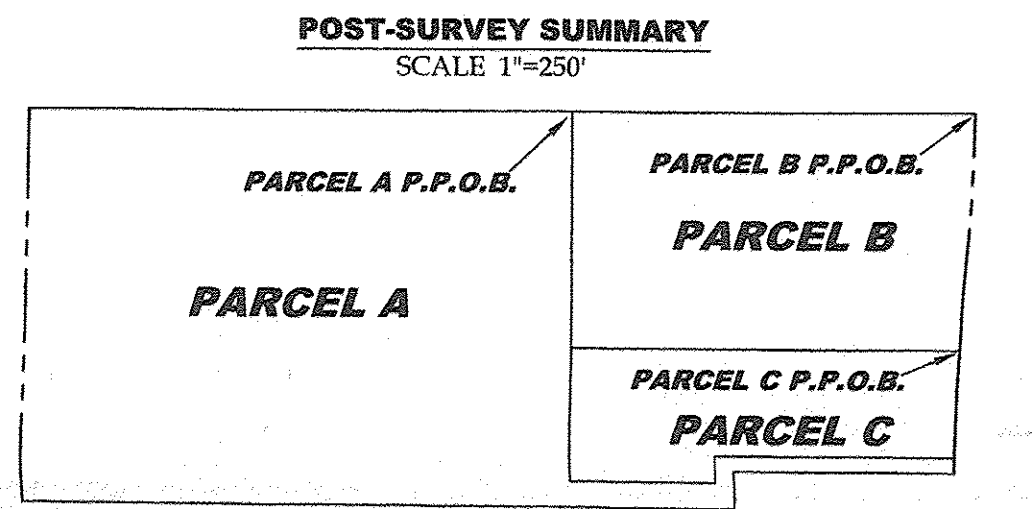 POST-SURVEY SUMMARY
SCALE 1"=250'
PARCEL A P.P.O.B.
PARCEL B P.P.O.B.
PARCEL B
PARCEL A
PARCEL C P.P.O.B.
PARCEL C